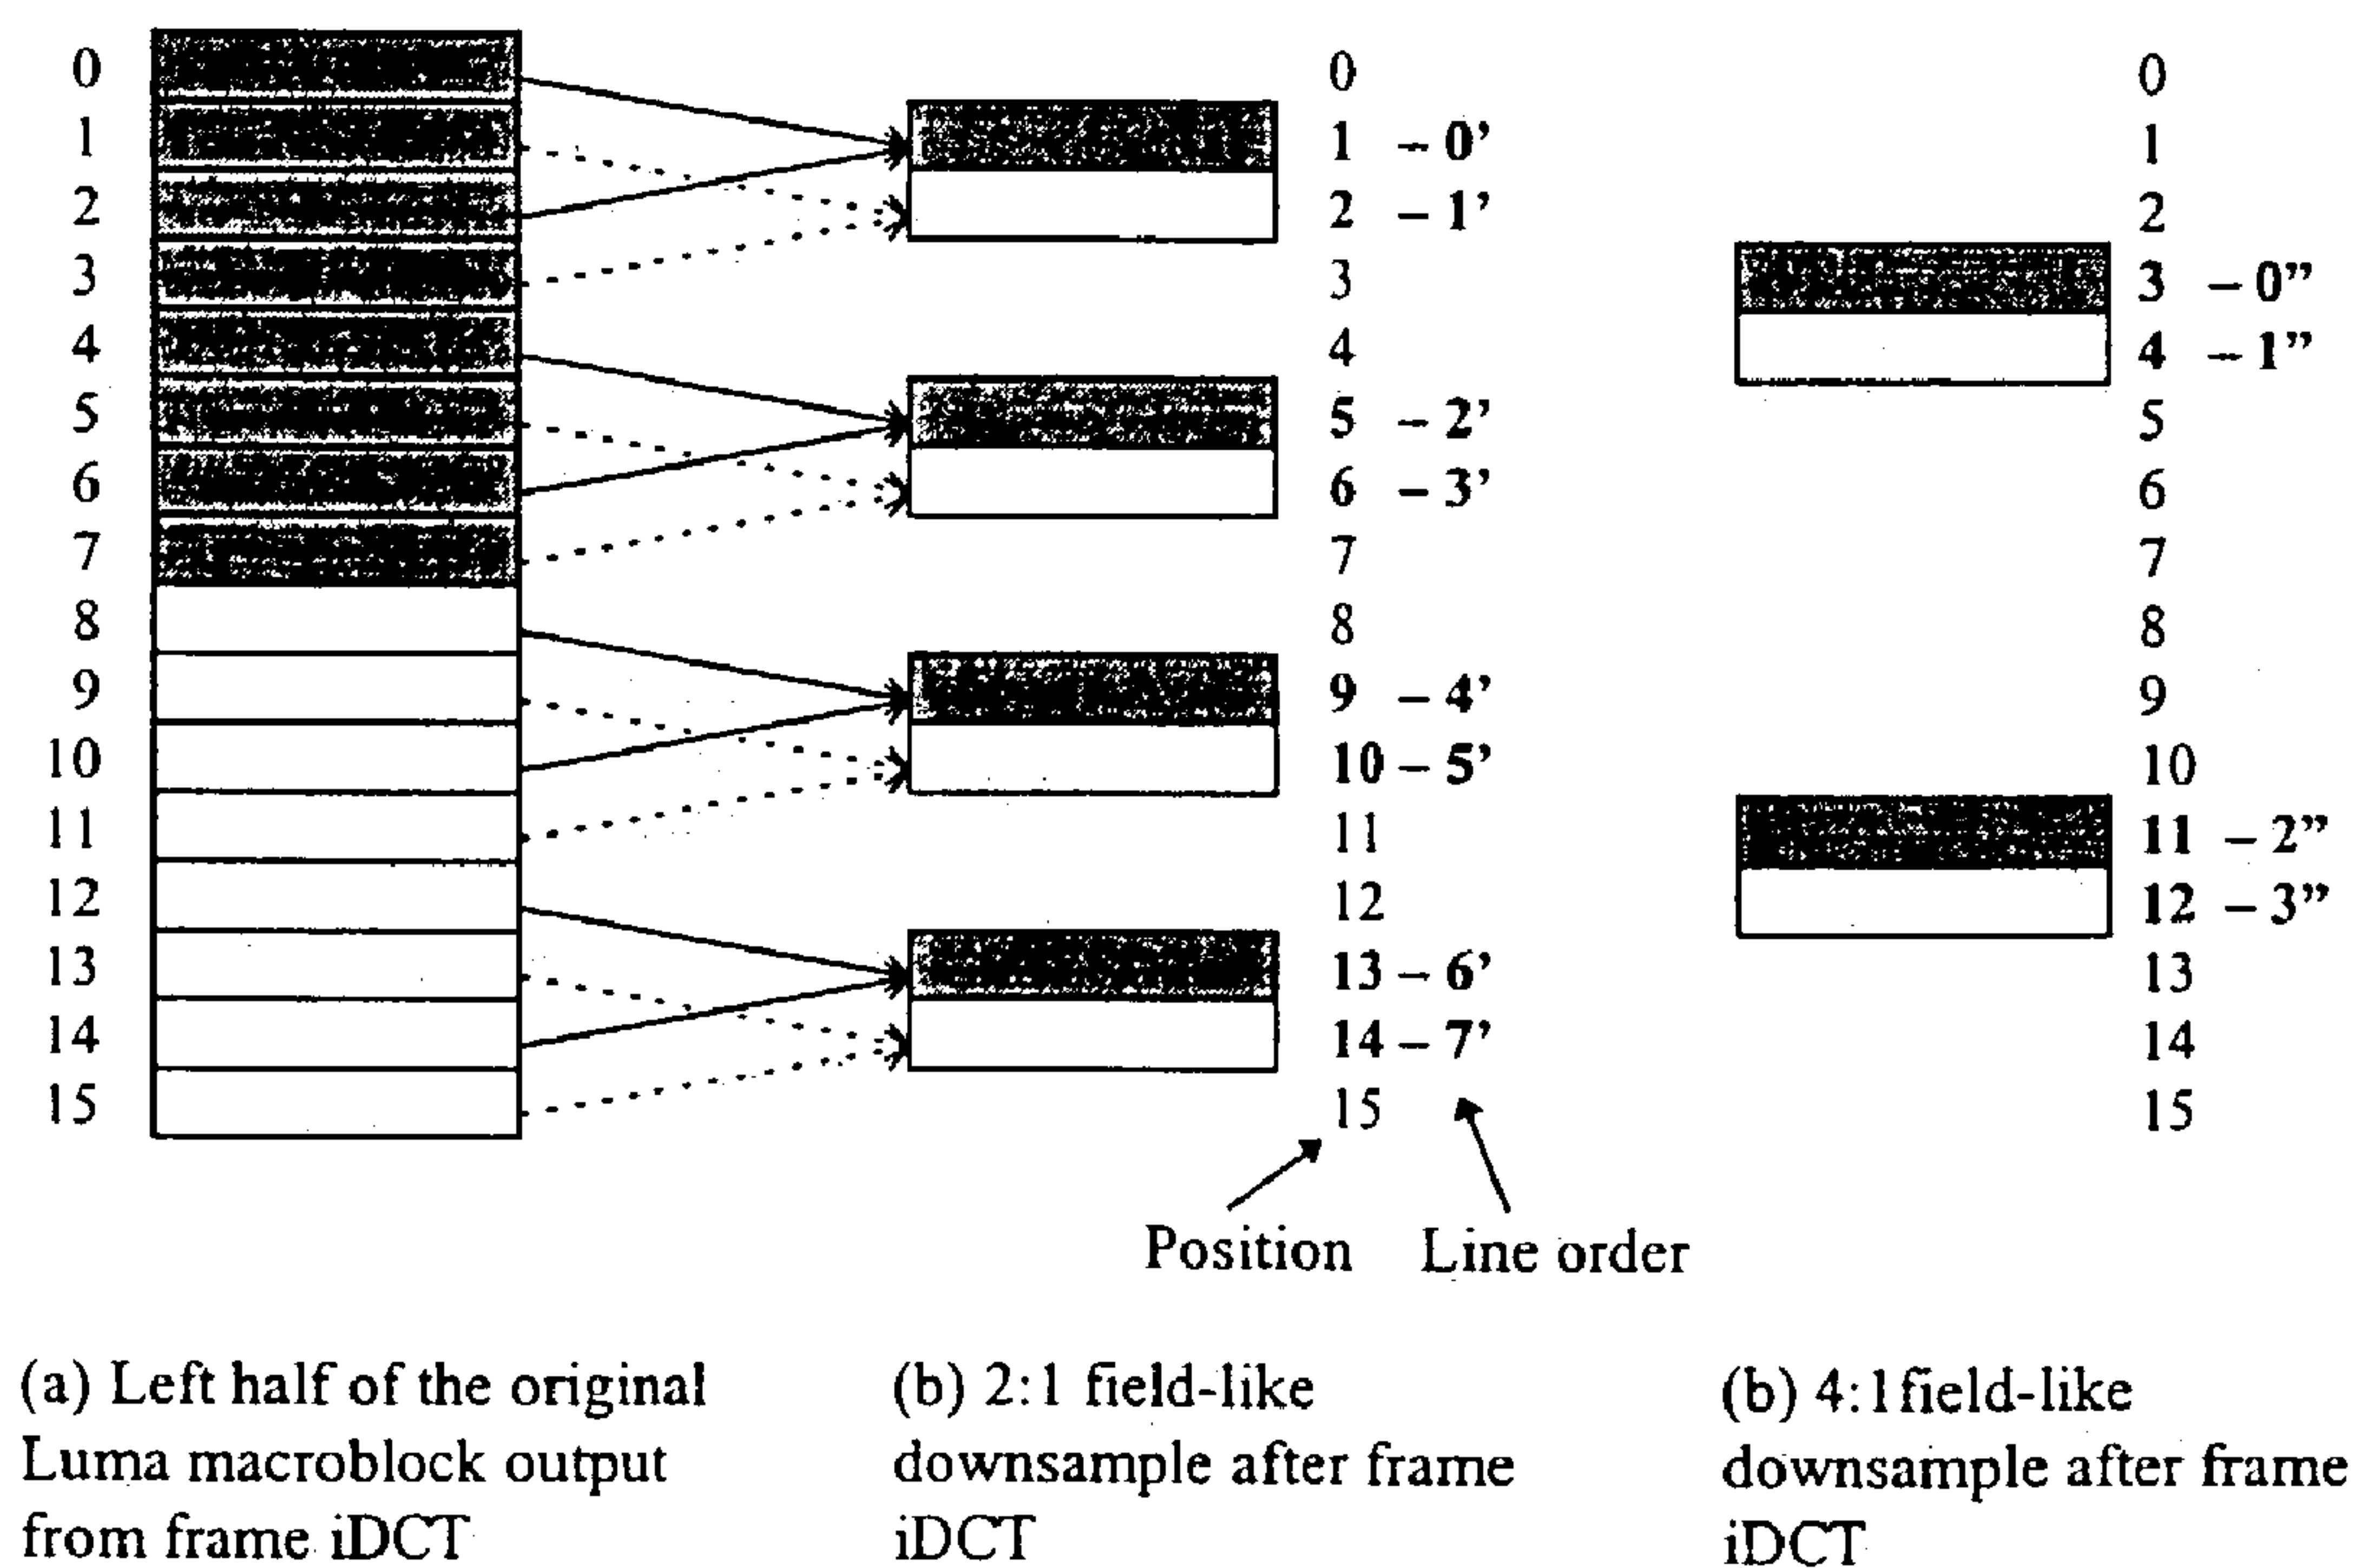 0
1
2
3
4
5
6
7
8
9
10
11
12
13
14
15
0
1 – 0’
2 – 1’
3
4
5 – 2’
6 – 3’
7
8
9 – 4’
10 – 5’
11
12
13 – 6’
14 – 7’
15
Position
Line order
0
1
2
3 – 0”
4 – 1”
5
6
7
8
9
10
11 – 2”
12 – 3”
13
14
15
(a) Left half of the original
Luma macroblock output
from frame iDCT
(b) 2:1 field-like
downsample after frame
iDCT
(b) 4:1field-like
downsample after frame
iDCT